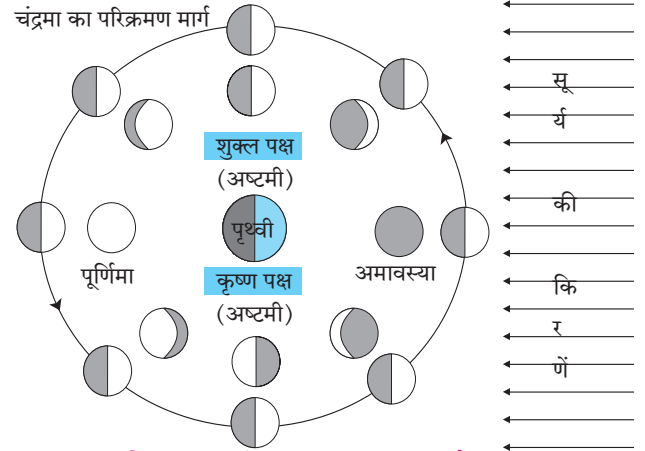 चंद्रमा का परिक्रमण मार्ग
शुक्ल पक्ष
(अष्टमी)
पृथ्वी
पूर्णिमा
अमावस्या
कृष्ण पक्ष
(अष्टमी)
सू
र्य
की
कि
र
णें